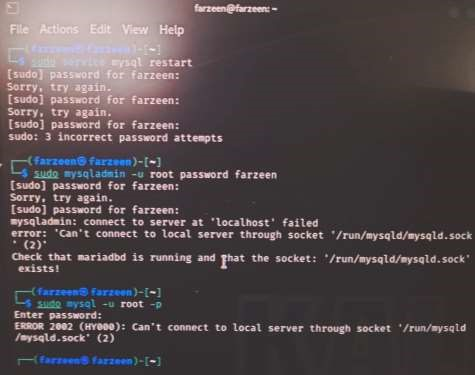 farzeen@farzeen:~
File Actions Edit View Help
┌──(farzeen㉿farzeen)-[~]
└─$ sudo service mysql restart
[sudo] password for farzeen:
Sorry, try again.
[sudo] password for farzeen:
Sorry, try again.
[sudo] password for farzeen:
sudo: 3 incorrect password attempts
┌──(farzeen㉿farzeen)-[~]
└─$ sudo mysqladmin -u root password farzeen
[sudo] password for farzeen:
Sorry, try again.
[sudo] password for farzeen:
mysqladmin: connect to server at 'localhost' failed
error: 'Can't connect to local server through socket '/run/mysqld/mysqld.sock
' (2)'
Check that mariadbd is running and that the socket: '/run/mysqld/mysqld.sock'
exists!
┌──(farzeen㉿farzeen)-[~]
└─$ sudo mysql -u root -p
Enter password:
ERROR 2002 (HY000): Can't connect to local server through socket '/run/mysqld
/mysqld.sock' (2)
┌──(farzeen㉿farzeen)-[~]